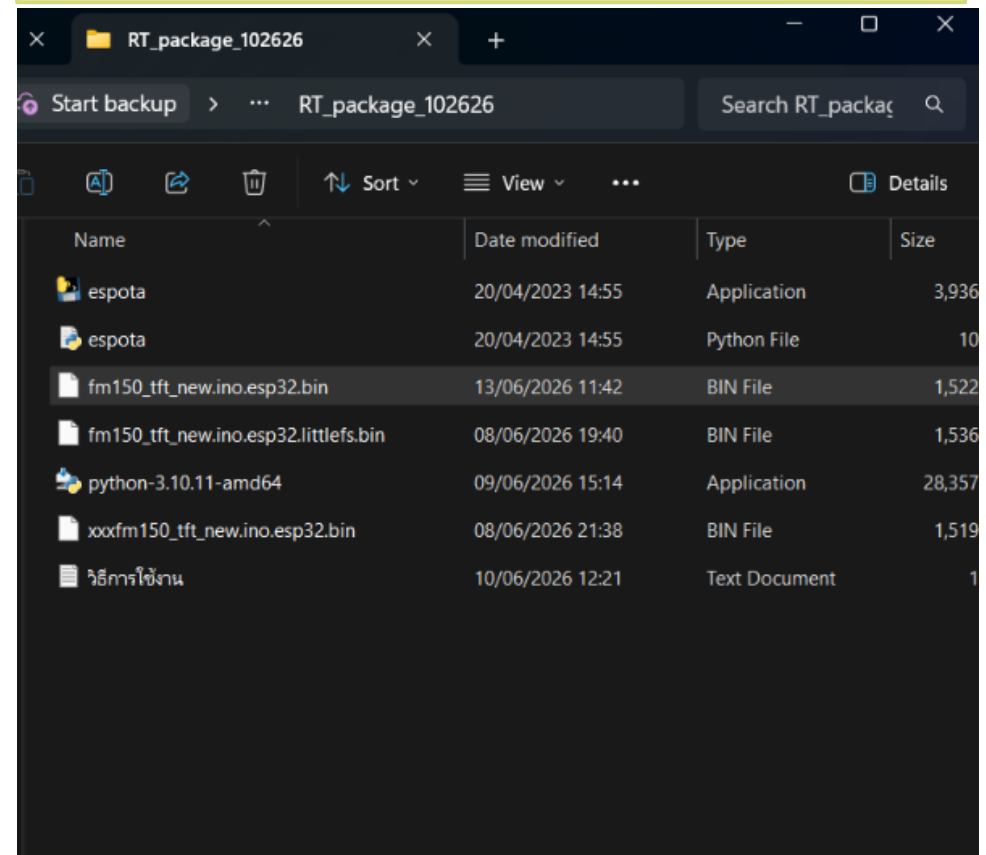 RT_package_102626
Start backup > ... RT_package_102626 Search RT_packag
Sort View ... Details
Name Date modified Type Size
espota 20/04/2023 14:55 Application 3,936
espota 20/04/2023 14:55 Python File 10
fm150_tft_new.ino.esp32.bin 13/06/2026 11:42 BIN File 1,522
fm150_tft_new.ino.esp32.littlefs.bin 08/06/2026 19:40 BIN File 1,536
python-3.10.11-amd64 09/06/2026 15:14 Application 28,357
xxxfm150_tft_new.ino.esp32.bin 08/06/2026 21:38 BIN File 1,519
วิธีการใช้งาน 10/06/2026 12:21 Text Document 1